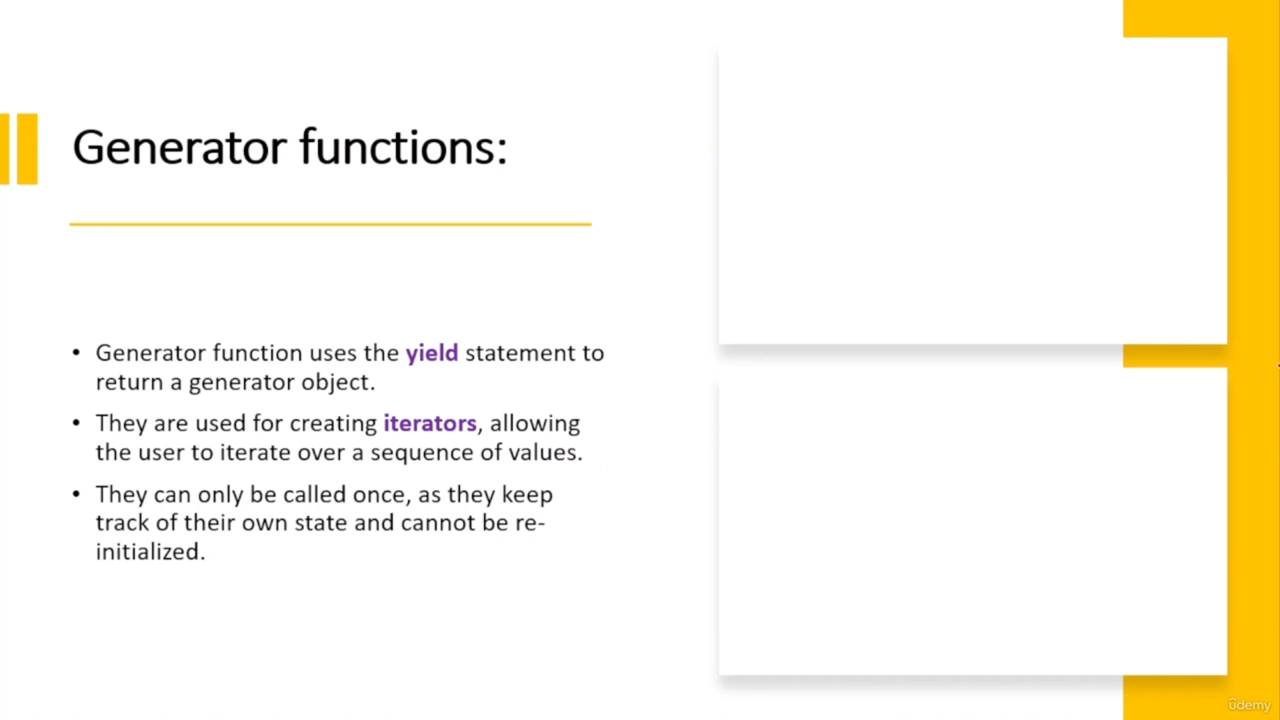 Generator functions:
• Generator function uses the yield statement to
return a generator object.
• They are used for creating iterators, allowing
the user to iterate over a sequence of values.
• They can only be called once, as they keep
track of their own state and cannot be re-
initialized.
ûdemy